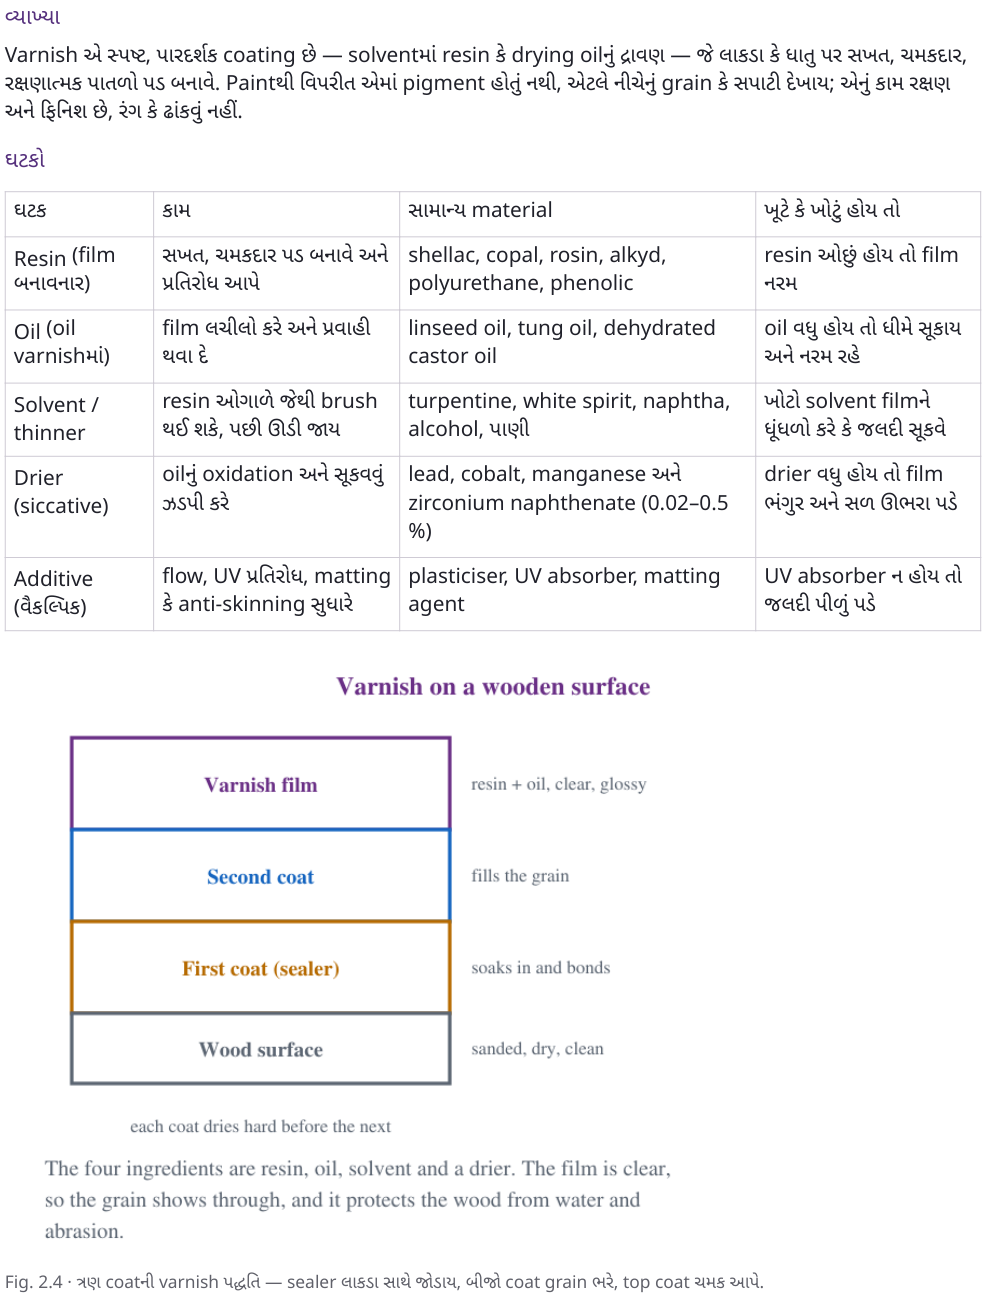 વ્યાખ્યા
Varnish એ સ્પષ્ટ, પારદર્શક coating છે — solventમાં resin કે drying oilનું દ્રાવણ — જે લાકડા કે ધાતુ પર સખત, ચમકદાર,
રક્ષણાત્મક પાતળો પડ બનાવે. Paintથી વિપરીત એમાં pigment હોતું નથી, એટલે નીચેનું grain કે સપાટી દેખાય; એનું કામ રક્ષણ
અને ફિનિશ છે, રંગ કે ઢાંકવું નહીં.
ઘટકો
ઘટક કામ સામાન્ય material ખૂટે કે ખોટું હોય તો
Resin (film સખત, ચમકદાર પડ બનાવે અને shellac, copal, rosin, alkyd, resin ઓછું હોય તો film
બનાવનાર) પ્રતિરોધ આપે polyurethane, phenolic નરમ
Oil (oil film લચીલો કરે અને પ્રવાહી linseed oil, tung oil, dehydrated oil વધુ હોય તો ધીમે સૂકાય
varnishમાં) થવા દે castor oil અને નરમ રહે
Solvent / resin ઓગાળે જેથી brush turpentine, white spirit, naphtha, ખોટો solvent filmને
thinner થઈ શકે, પછી ઊડી જાય alcohol, પાણી ધૂંધળો કરે કે જલદી સૂકવે
Drier oilનું oxidation અને સૂકવવું lead, cobalt, manganese અને drier વધુ હોય તો film
(siccative) ઝડપી કરે zirconium naphthenate (0.02–0.5 ભંગુર અને સળ ઊભરા પડે
%)
Additive flow, UV પ્રતિરોધ, matting plasticiser, UV absorber, matting UV absorber ન હોય તો
(વૈકલ્પિક) કે anti-skinning સુધારે agent જલદી પીળું પડે
Varnish on a wooden surface
Varnish film resin + oil, clear, glossy
Second coat fills the grain
First coat (sealer) soaks in and bonds
Wood surface sanded, dry, clean
each coat dries hard before the next
The four ingredients are resin, oil, solvent and a drier. The film is clear,
so the grain shows through, and it protects the wood from water and
abrasion.
Fig. 2.4 · ત્રણ coatની varnish પદ્ધતિ — sealer લાકડા સાથે જોડાય, બીજો coat grain ભરે, top coat ચમક આપે.